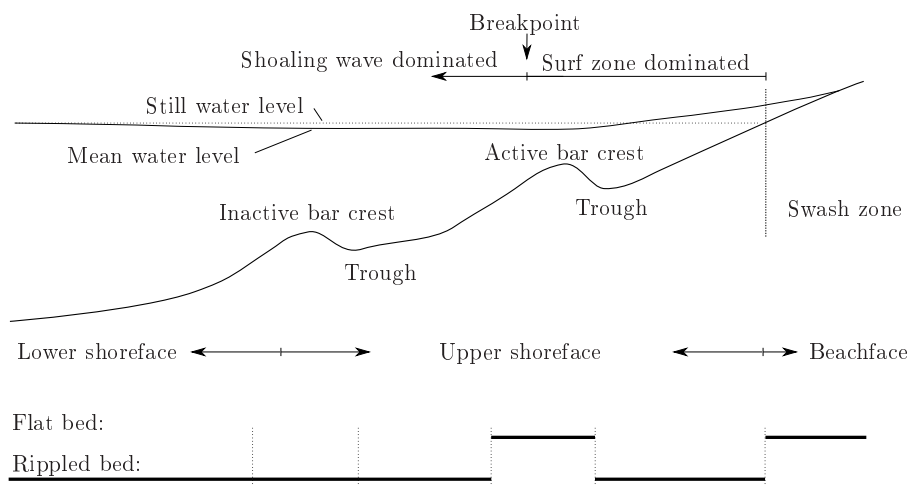 Breakpoint
Shoaling wave dominated
Surf zone dominated
Still water level
Mean water level
Active bar crest
Inactive bar crest
Trough
Swash zone
Trough
Lower shoreface
Upper shoreface
Beachface
Flat bed:
Rippled bed: